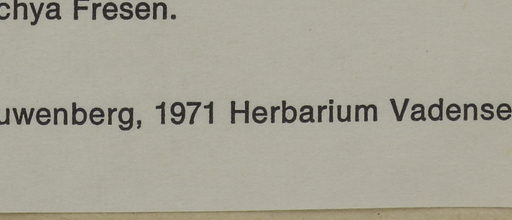 chya Fresen.
uwenberg, 1971 Herbarium Vadense